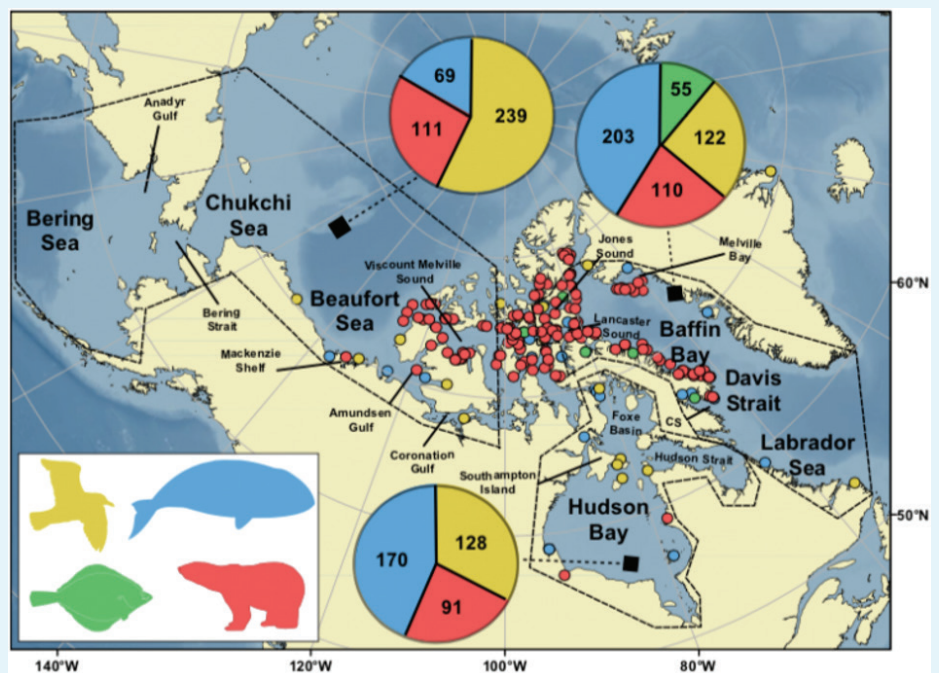 69
239
111
55
203
122
110
Anadyr
Gulf
Bering
Sea
Chukchi
Sea
Viscount Melville
Sound
Jones
Sound
Melville
Bay
60°N
Bering
Strait
Beaufort
Sea
Lancaster
Sound
Baffin
Bay
Mackenzie
Shelf
Davis
Strait
Amundsen
Gulf
Foxe
Basin
CS
Coronation
Gulf
Labrador
Sea
Hudson Strait
Southampton
Island
Hudson
Bay
50°N
170
128
91
140°W
120°W
100°W
80°W